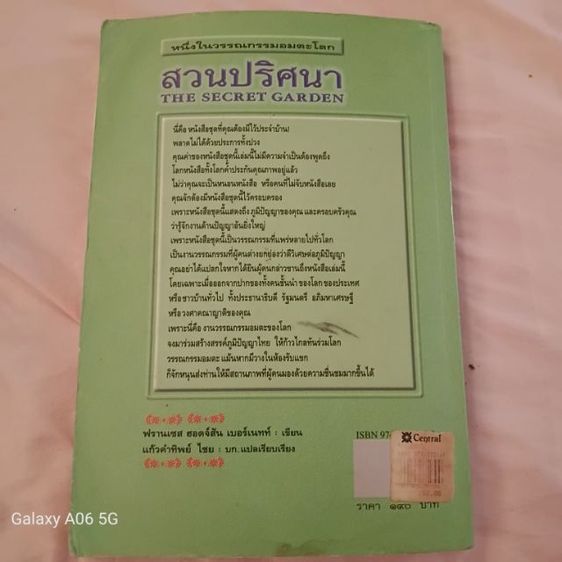 หนึ่งในวรรณกรรมอมตะโลก
สวนปริศนา
THE SECRET GARDEN
นี่คือ หนังสือชุดที่คุณต้องมีไว้ประจำบ้าน!
พลาดไม่ได้ด้วยประการทั้งปวง
คุณค่าของหนังสือชุดนี้เล่มนี้ไม่มีความจำเป็นต้องพูดถึง
โลกหนังสือทั้งโลกค้ำประกันคุณภาพอยู่แล้ว
ไม่ว่าคุณจะเป็นหนอนหนังสือ หรือคนที่ไม่จับหนังสือเลย
คุณจักต้องมีหนังสือชุดนี้ไว้ครอบครอง
เพราะหนังสือชุดนี้แสดงถึง ภูมิปัญญาของคุณ และครอบครัวคุณ
ว่ารู้จักงานด้านปัญญาอันยิ่งใหญ่
เพราะหนังสือชุดนี้เป็นวรรณกรรมที่แพร่หลายไปทั่วโลก
เป็นงานวรรณกรรมที่ผู้คนต่างยกย่องว่าดีวิเศษต่อภูมิปัญญา
คุณอย่าได้แปลกใจหากได้ยินผู้คนกล่าวขานถึงหนังสือเล่มนี้
โดยเฉพาะเมื่อออกจากปากของทั้งคนชั้นนำ ของโลก ของประเทศ
หรือชาวบ้านทั่วไป ทั้งประธานาธิบดี รัฐมนตรี อภิมหาเศรษฐี
หรือวงศาคณาญาติของคุณ
เพราะนี่คือ งานวรรณกรรมอมตะของโลก
จงมาร่วมสร้างสรรค์ภูมิปัญญาไทย ให้ก้าวไกลทันร่วมโลก
วรรณกรรมอมตะ แม้นหากมีวางในห้องรับแขก
ก็จักหนุนส่งท่านให้มีสถานภาพที่ผู้คนมองด้วยความชื่นชมมากขึ้นได้
ฟรานเซส ฮอดจ์สัน เบอร์เนทท์ : เขียน
แก้วคำทิพย์ ไชย : บก.แปลเรียบเรียง
ISBN 97
Central
ราคา ๑๙๐ บาท
Galaxy A06 5G